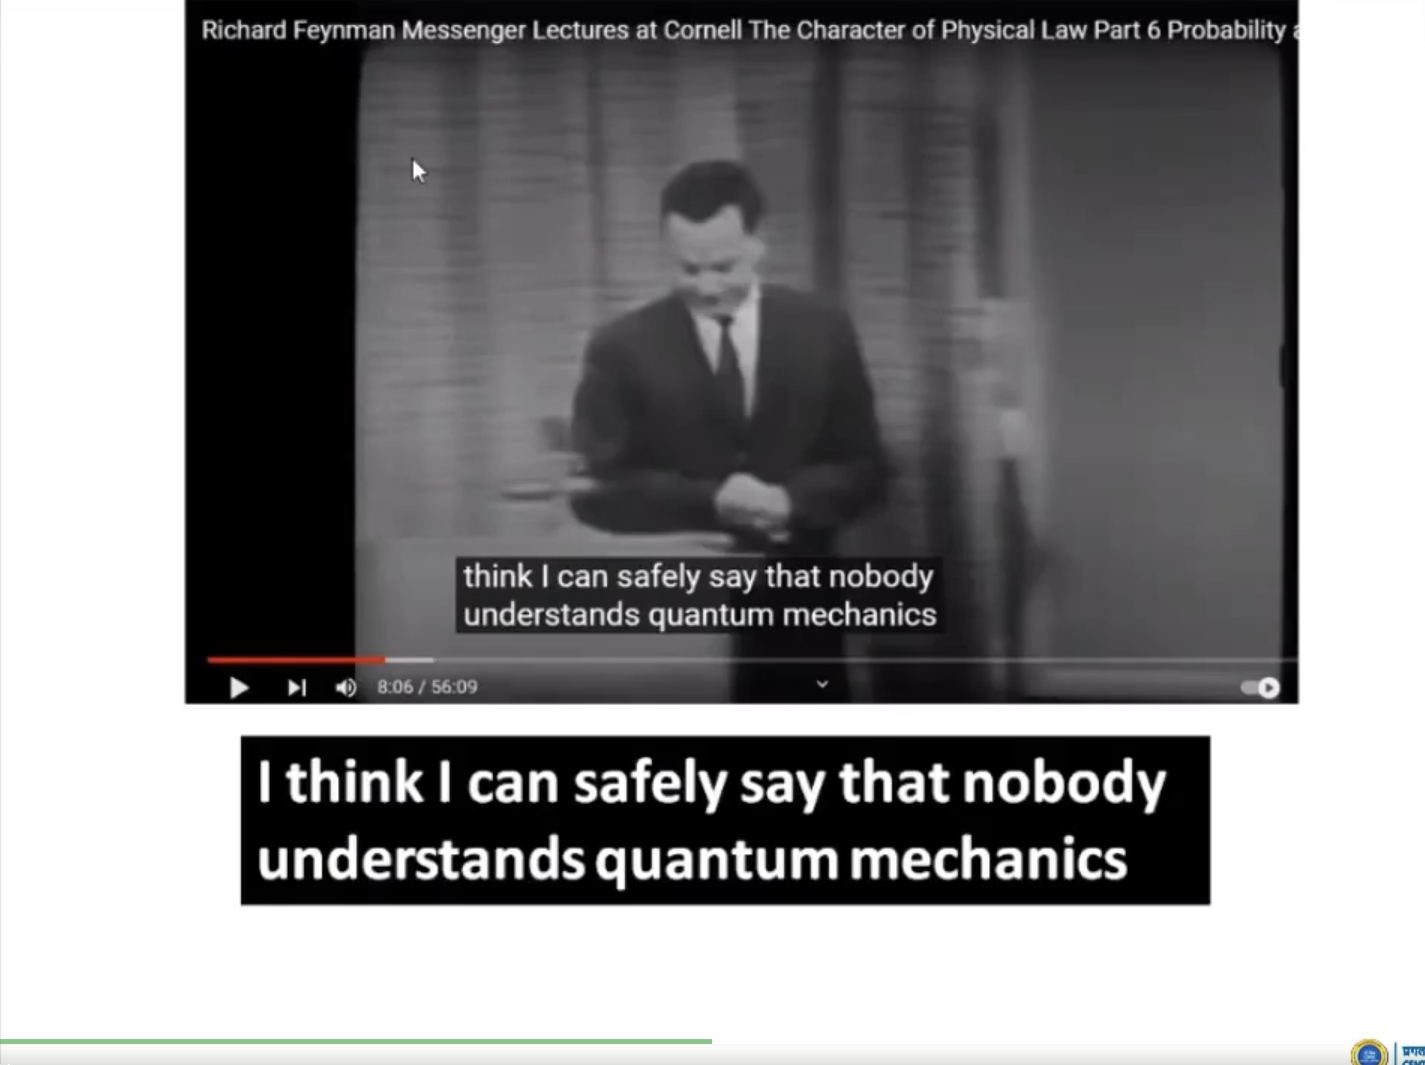 Richard Feynman Messenger Lectures at Cornell The Character of Physical Law Part 6 Probability a
think I can safely say that nobody
understands quantum mechanics
8:06 / 56:09
I think I can safely say that nobody
understands quantum mechanics